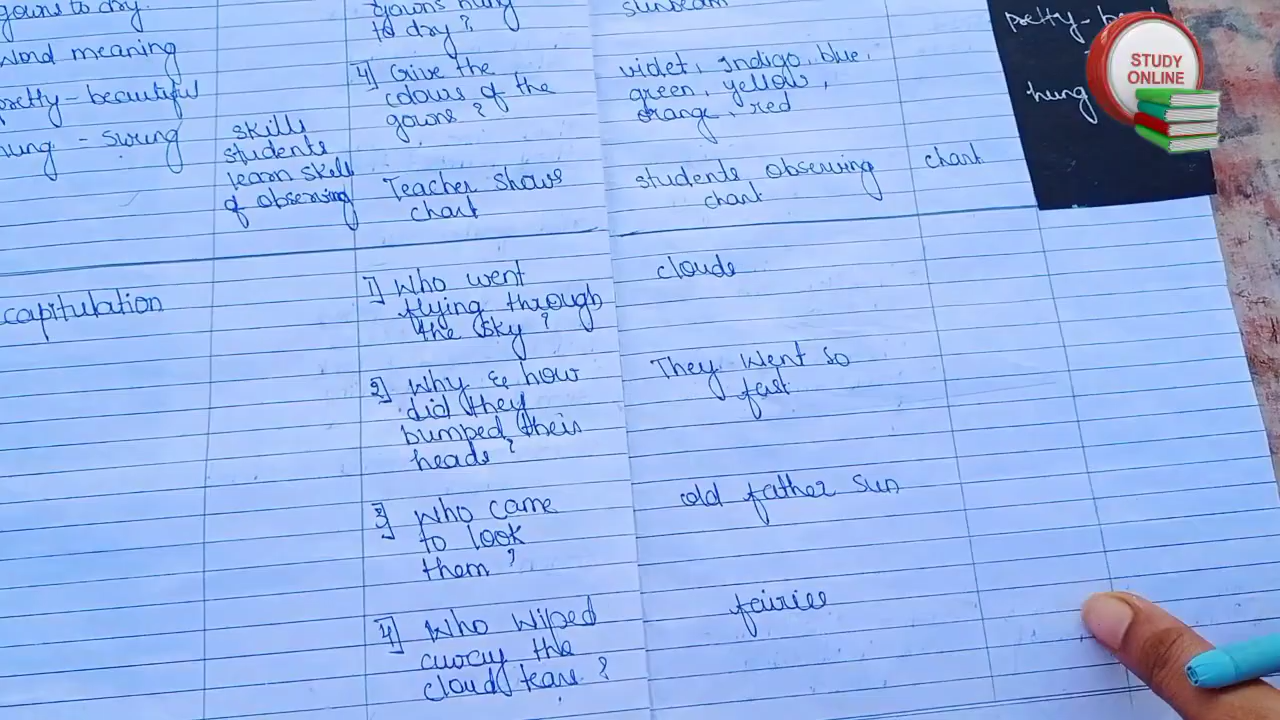 gowns to dry.
Word meaning
pretty - beautiful
hung - swung
skills
students
learn skill
of observing
gowns hung
to dry?
4] Give the
colours of the
gowns?
Teacher shows
chart
sunbeam
violet, Indigo, blue,
green, yellow,
orange, red
students observing
chart
chart
pretty - beaut
hung
STUDY
ONLINE
capitulation
1] Who went
flying through
the sky?
clouds
2] Why & how
did they
bumped their
heads?
They went so
fast
3] Who came
to look
them?
old father sun
4] Who wiped
away the
cloud tears?
fairies